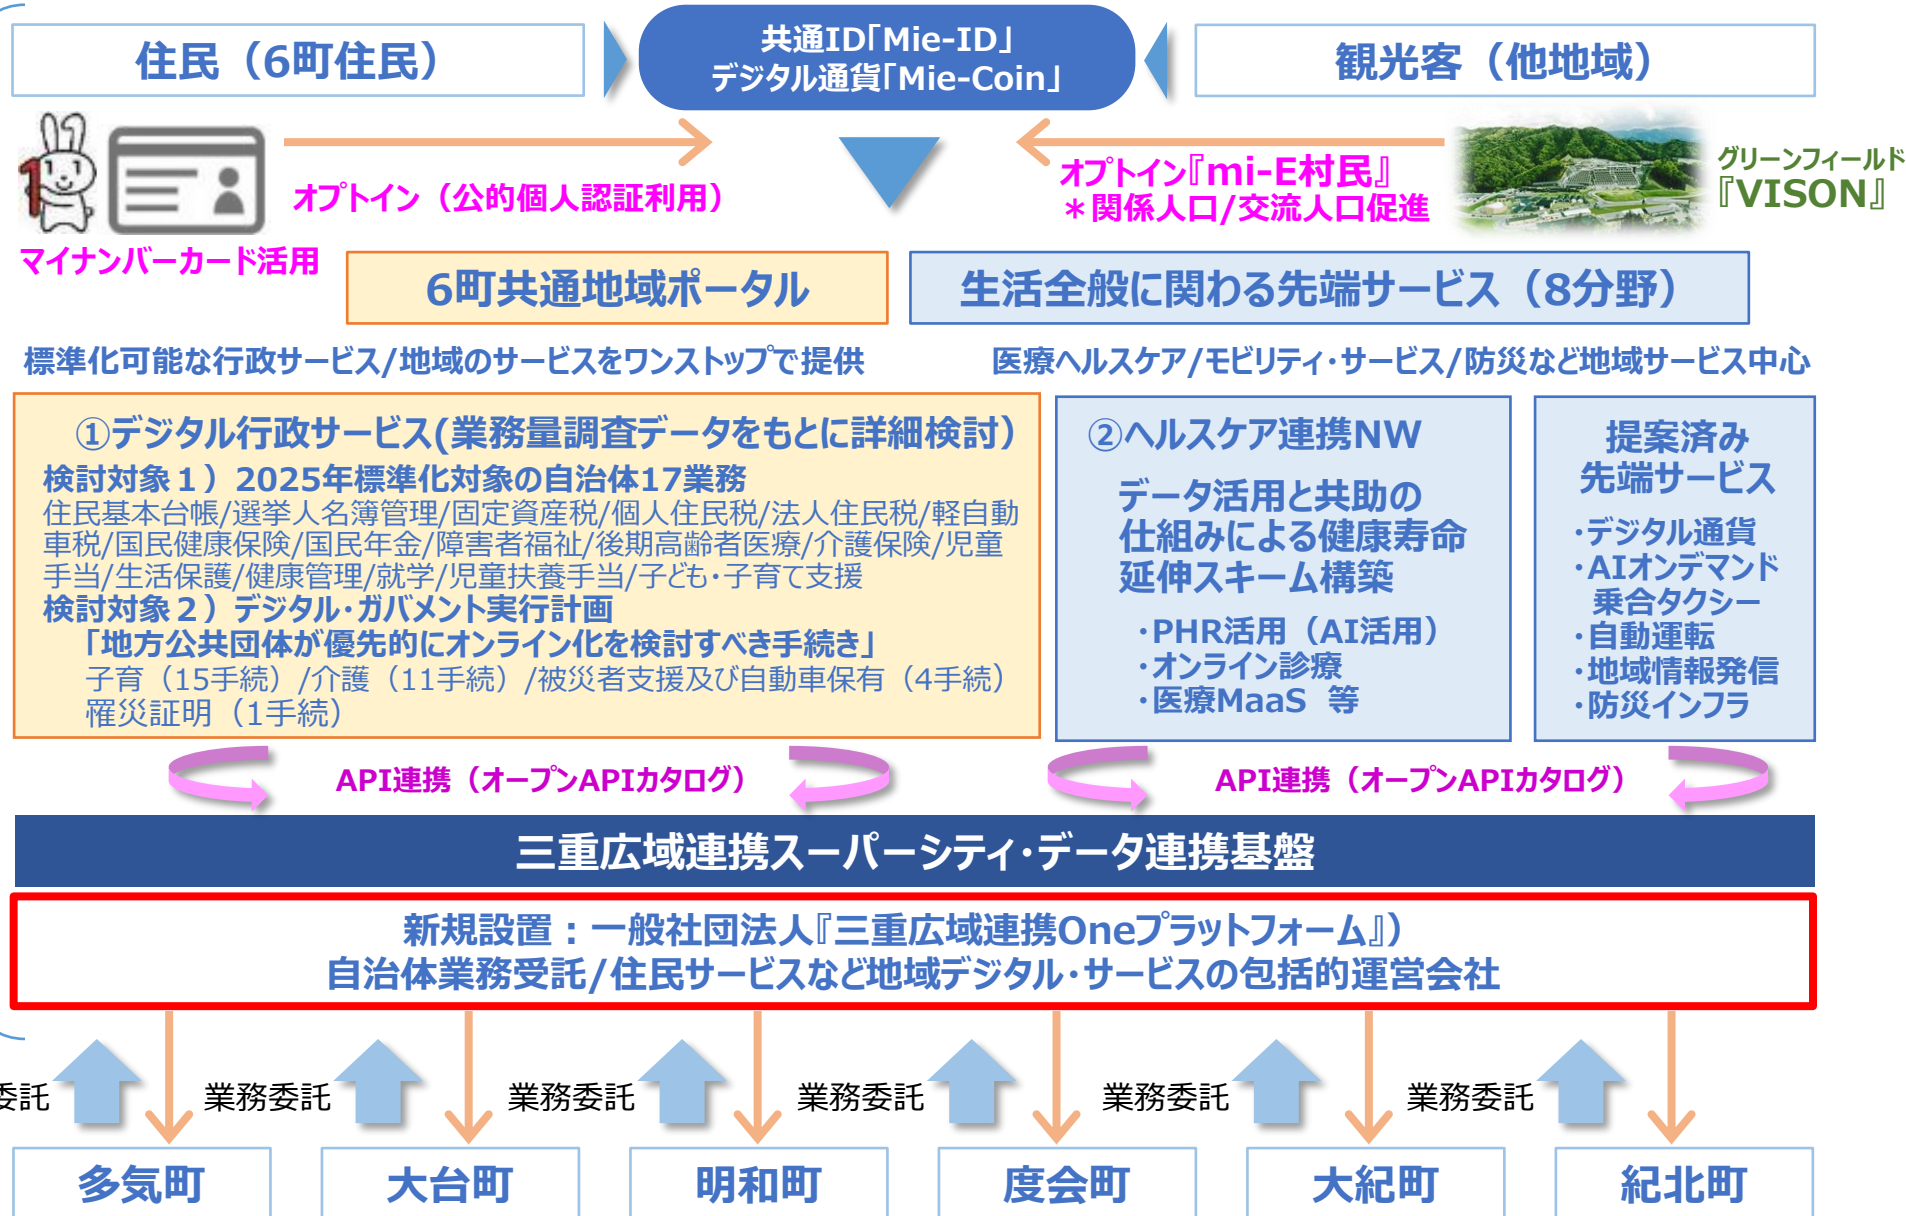 住民（6町住民）
共通ID「Mie-ID」
デジタル通貨「Mie-Coin」
観光客（他地域）
オプトイン（公的個人認証利用）
マイナンバーカード活用
オプトイン『mi-E村民』
＊関係人口/交流人口促進
グリーンフィールド
『VISON』
6町共通地域ポータル
生活全般に関わる先端サービス（8分野）
標準化可能な行政サービス/地域のサービスをワンストップで提供
医療ヘルスケア/モビリティ・サービス/防災など地域サービス中心
①デジタル行政サービス(業務量調査データをもとに詳細検討）
検討対象１）2025年標準化対象の自治体17業務
住民基本台帳/選挙人名簿管理/固定資産税/個人住民税/法人住民税/軽自動
車税/国民健康保険/国民年金/障害者福祉/後期高齢者医療/介護保険/児童
手当/生活保護/健康管理/就学/児童扶養手当/子ども・子育て支援
検討対象２）デジタル・ガバメント実行計画
「地方公共団体が優先的にオンライン化を検討すべき手続き」
子育（15手続）/介護（11手続）/被災者支援及び自動車保有（4手続）
罹災証明（1手続）
②ヘルスケア連携NW
データ活用と共助の
仕組みによる健康寿命
延伸スキーム構築
・PHR活用（AI活用）
・オンライン診療
・医療MaaS 等
提案済み
先端サービス
・デジタル通貨
・AIオンデマンド
乗合タクシー
・自動運転
・地域情報発信
・防災インフラ
API連携（オープンAPIカタログ）
API連携（オープンAPIカタログ）
三重広域連携スーパーシティ・データ連携基盤
新規設置：一般社団法人『三重広域連携Oneプラットフォーム』）
自治体業務受託/住民サービスなど地域デジタル・サービスの包括的運営会社
委託
業務委託
業務委託
業務委託
業務委託
業務委託
多気町
大台町
明和町
度会町
大紀町
紀北町